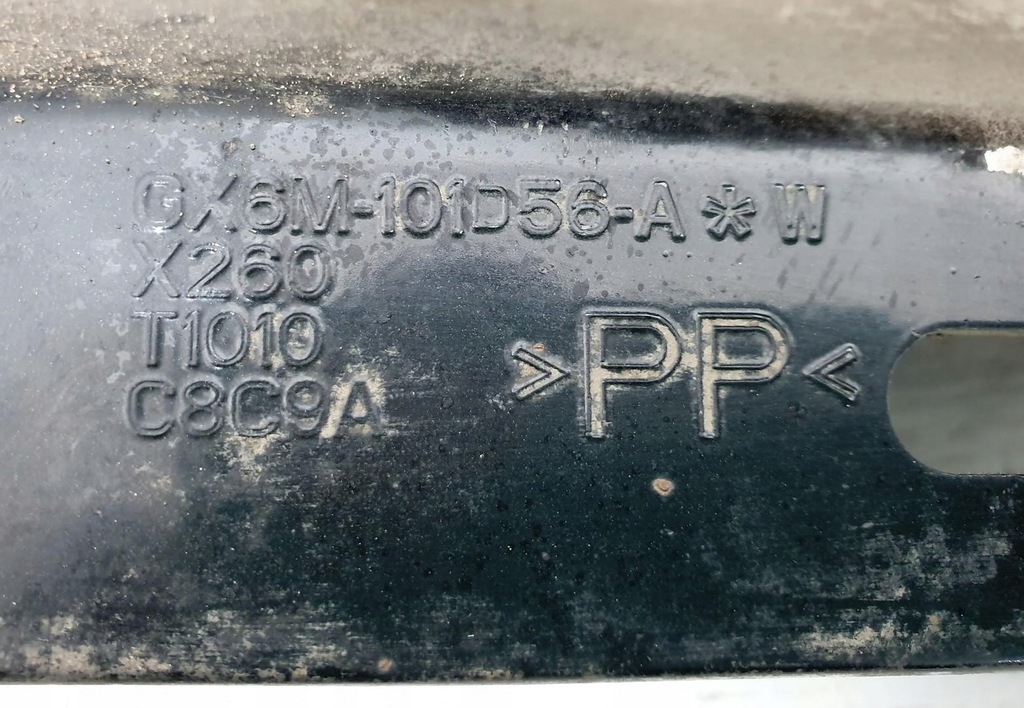 GX6M-101D56-A * W
X260
T1010
C8C9A
>PP<